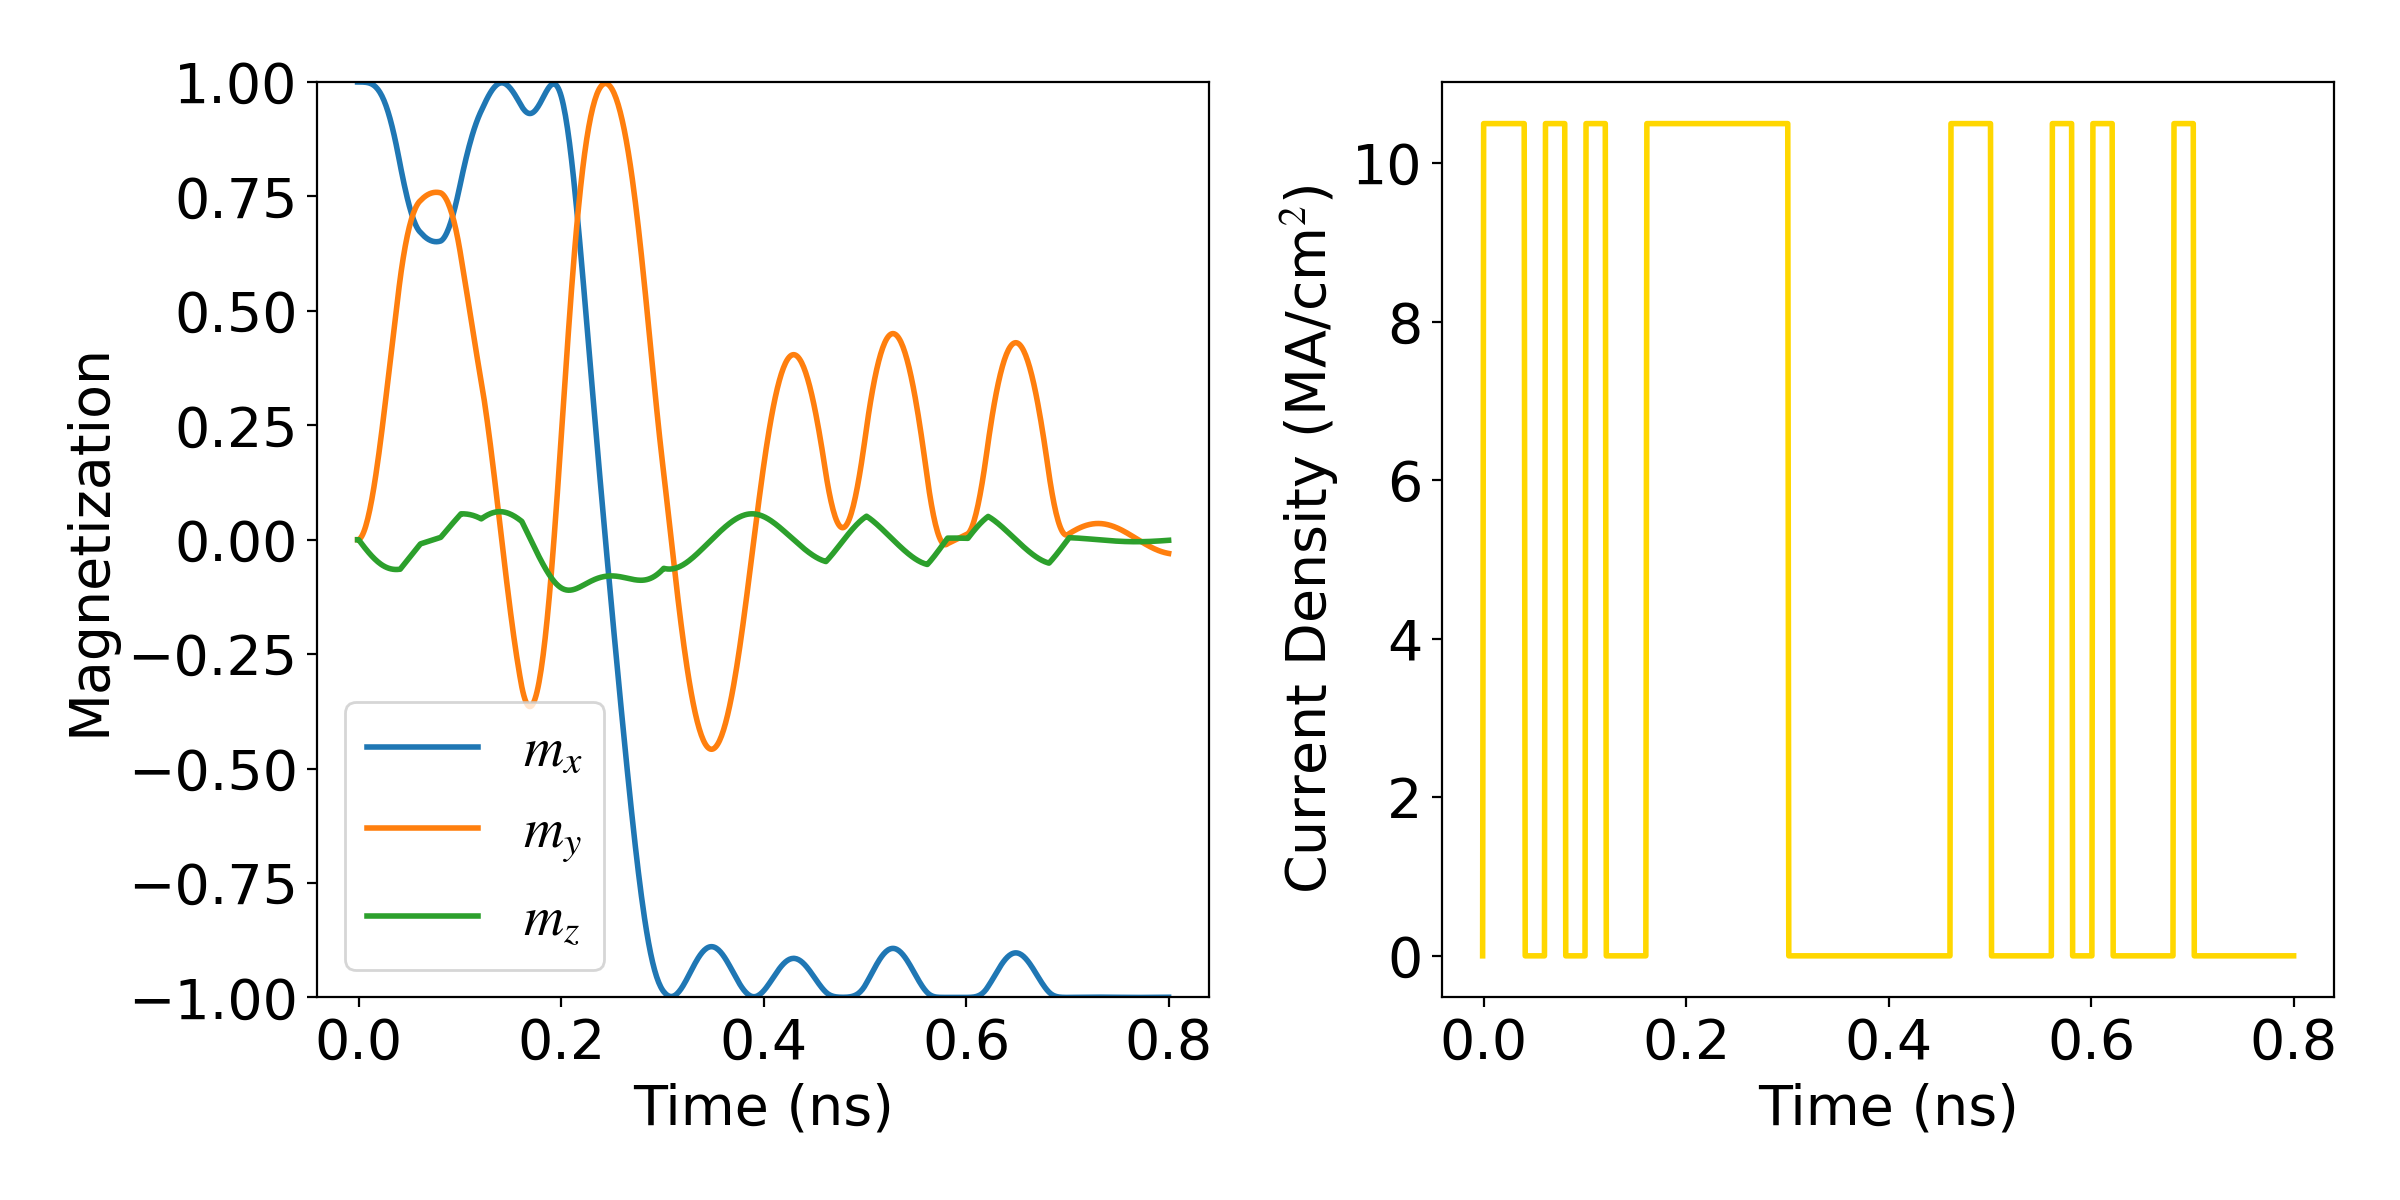 Magnetization
1.00
0.75
0.50
0.25
0.00
−0.25
−0.50
−0.75
−1.00
m_x
m_y
m_z
0.0 0.2 0.4 0.6 0.8
Time (ns)
Current Density (MA/cm²)
10
8
6
4
2
0
0.0 0.2 0.4 0.6 0.8
Time (ns)